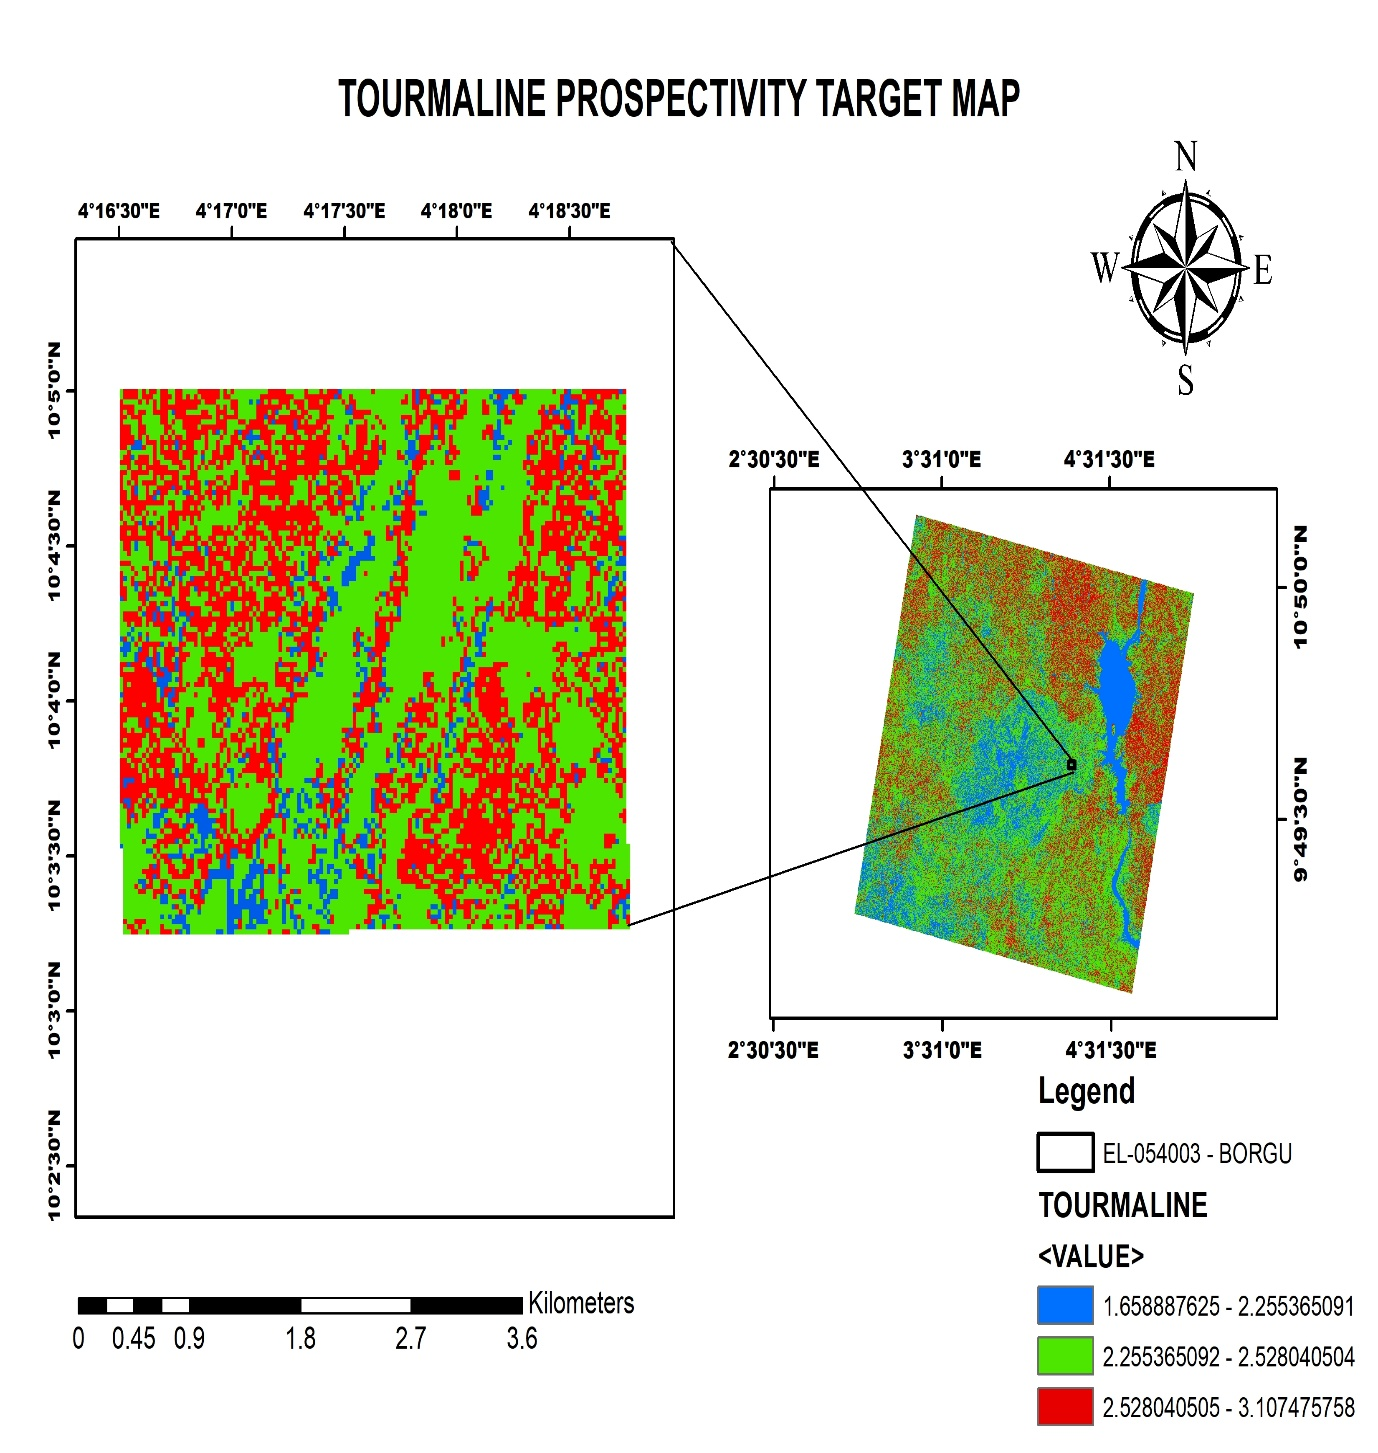 TOURMALINE PROSPECTIVITY TARGET MAP
N
W
E
S
4°16'30"E 4°17'0"E 4°17'30"E 4°18'0"E 4°18'30"E
10°5'0"N
10°4'30"N
10°4'0"N
10°3'30"N
10°3'0"N
10°2'30"N
2°30'30"E 3°31'0"E 4°31'30"E
10°50'0"N
9°49'30"N
2°30'30"E 3°31'0"E 4°31'30"E
Legend
EL-054003 - BORGU
TOURMALINE
<VALUE>
1.658887625 - 2.255365091
2.255365092 - 2.528040504
2.528040505 - 3.107475758
Kilometers
0 0.45 0.9 1.8 2.7 3.6